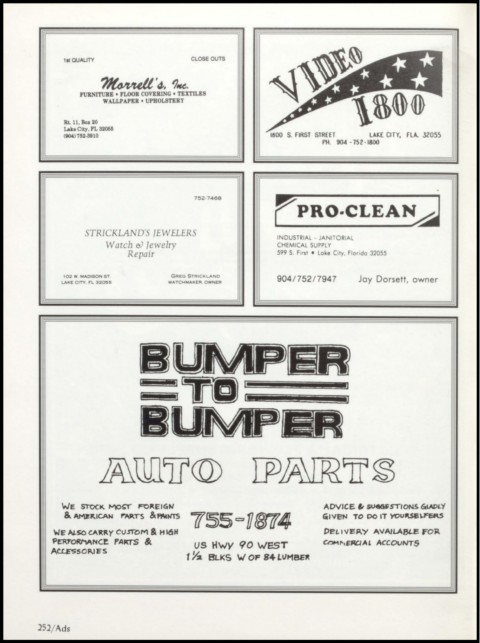 1st QUALITY
CLOSE OUTS
Morrell's, Inc.
FURNITURE • FLOOR COVERING • TEXTILES
WALLPAPER • UPHOLSTERY
Rt. 11, Box 20
Lake City, FL 32055
(904) 752-3910
VIDEO
1800
1800 S. FIRST STREET LAKE CITY, FLA. 32055
PH. 904-752-1800
752-7468
STRICKLAND'S JEWELERS
Watch & Jewelry
Repair
102 W. MADISON ST
LAKE CITY, FL 32055
GREG STRICKLAND
WATCHMAKER OWNER
PRO-CLEAN
INDUSTRIAL - JANITORIAL
CHEMICAL SUPPLY
599 S. First • Lake City, Florida 32055
904/752/7947 Jay Dorsett, owner
BUMPER
TO
BUMPER
AUTO PARTS
WE STOCK MOST FOREIGN
& AMERICAN PARTS & PAINTS
WE ALSO CARRY CUSTOM & HIGH
PERFORMANCE PARTS &
ACCESSORIES
755-1874
US HWY 90 WEST
1½ BLKS W OF 84 LUMBER
ADVICE & SUGGESTIONS GLADLY
GIVEN TO DO IT YOURSELFERS
DELIVERY AVAILABLE FOR
COMMERCIAL ACCOUNTS
252/Ads